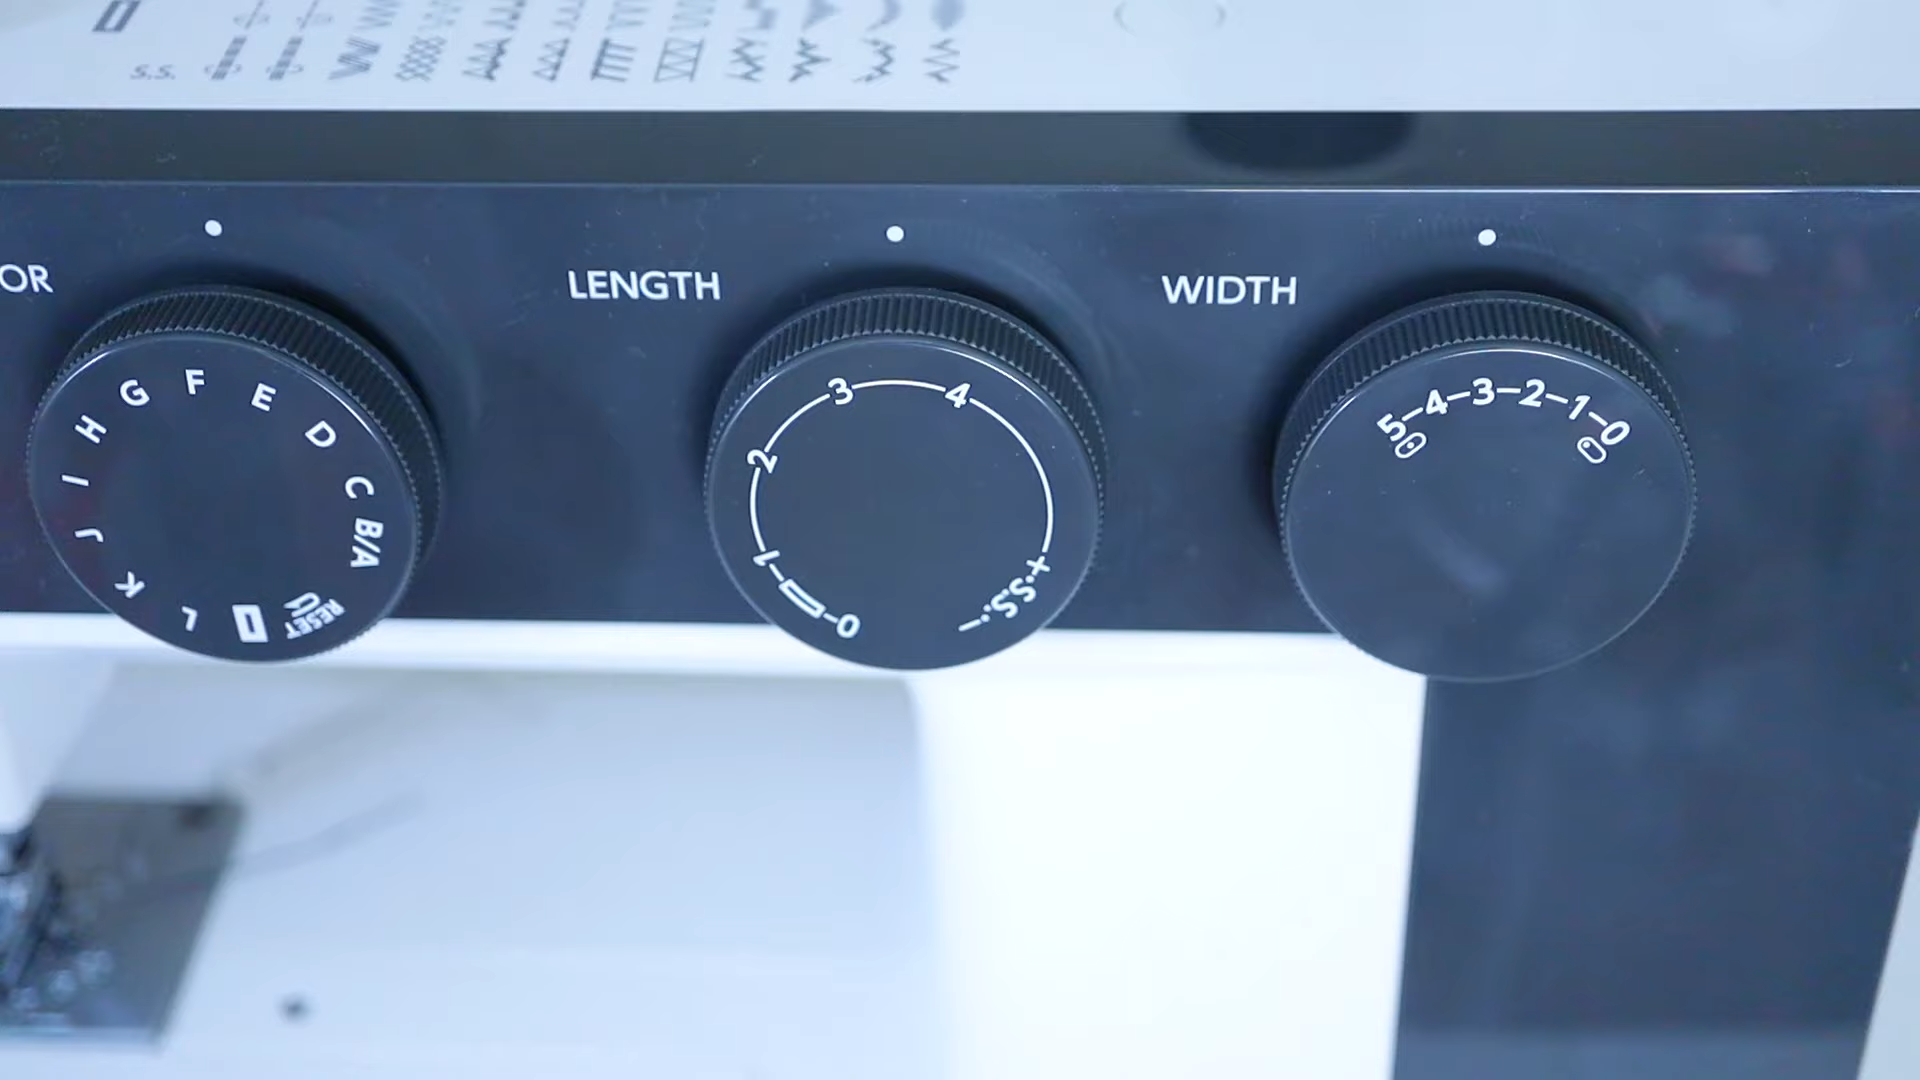 S.S.
OR
LENGTH
WIDTH
RESET L K J I H G F E D C B/A
0 1 2 3 4 +S.S.-
5-4-3-2-1-0